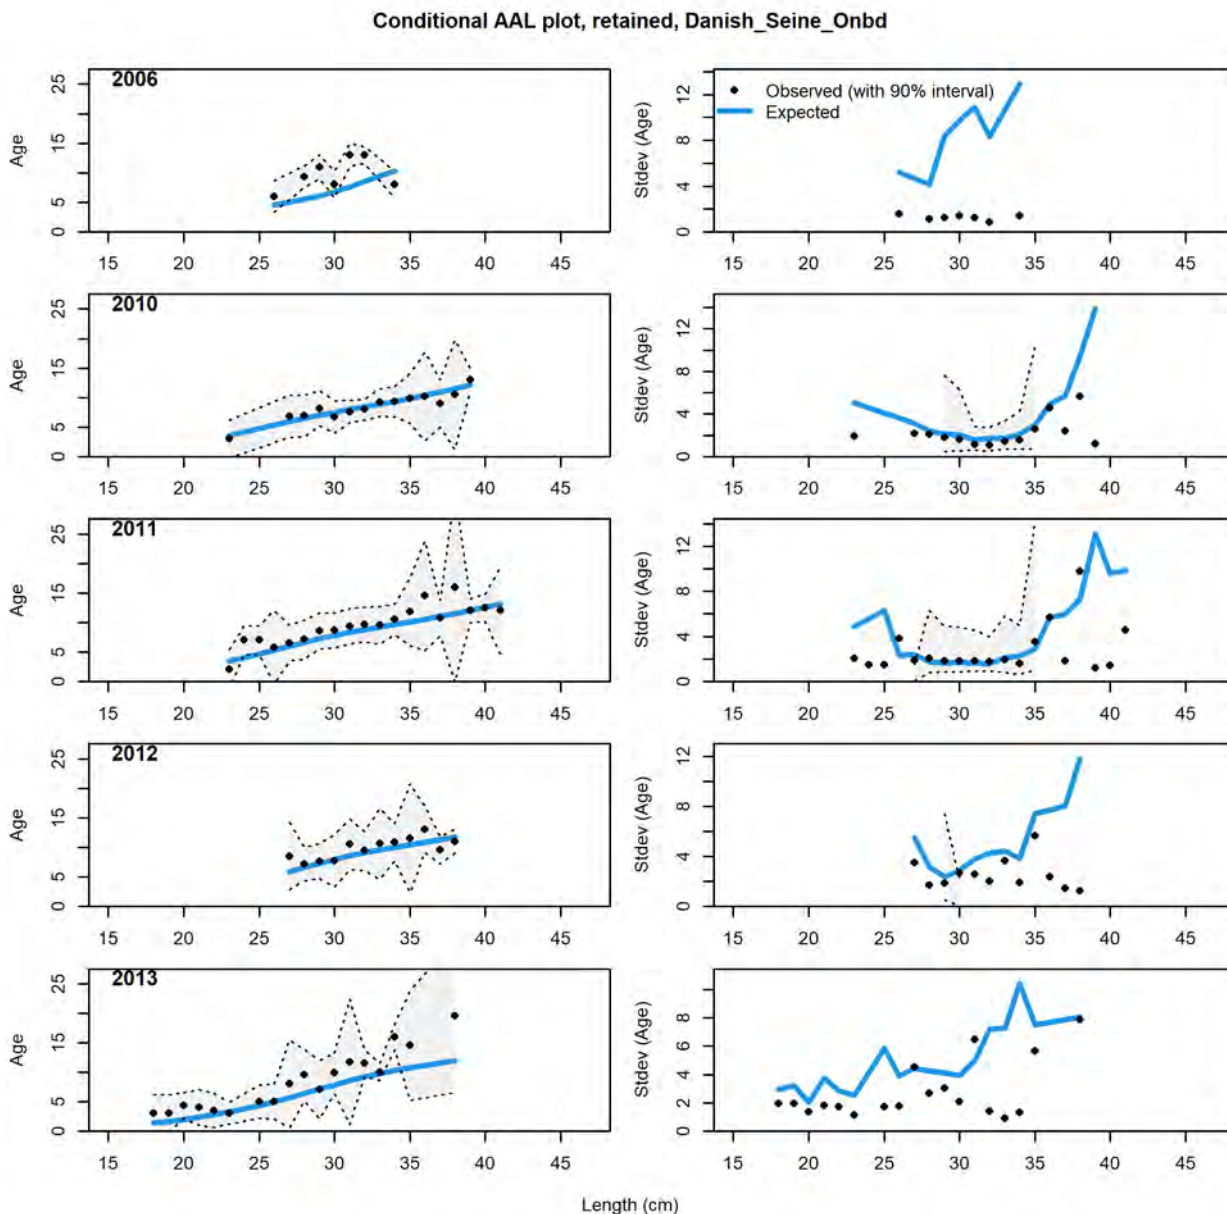 Conditional AAL plot, retained, Danish_Seine_Onbd
2006
Age
0 5 15 25
15 20 25 30 35 40 45
Stdev (Age)
0 4 8 12
Observed (with 90% interval)
Expected
15 20 25 30 35 40 45
2010
Age
0 5 15 25
15 20 25 30 35 40 45
Stdev (Age)
0 4 8 12
15 20 25 30 35 40 45
2011
Age
0 5 15 25
15 20 25 30 35 40 45
Stdev (Age)
0 4 8 12
15 20 25 30 35 40 45
2012
Age
0 5 15 25
15 20 25 30 35 40 45
Stdev (Age)
0 4 8 12
15 20 25 30 35 40 45
2013
Age
0 5 15 25
15 20 25 30 35 40 45
Stdev (Age)
0 2 4 6 8
15 20 25 30 35 40 45
Length (cm)